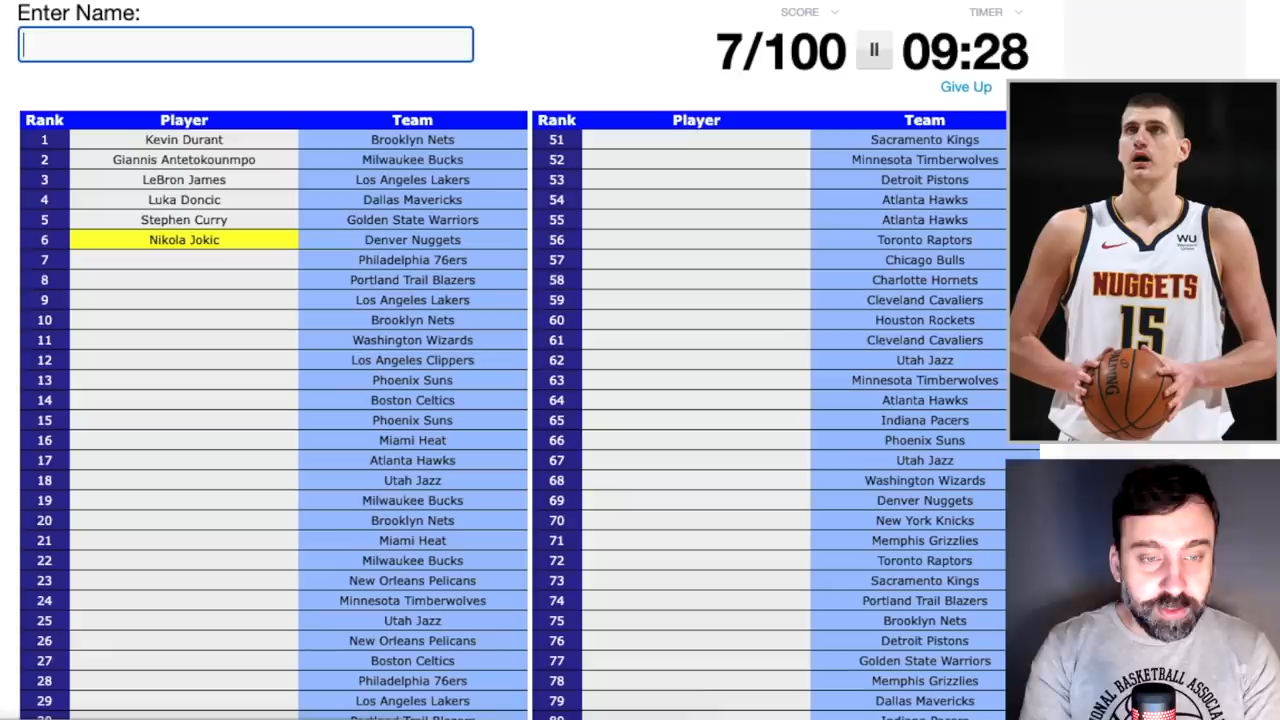 Enter Name:
SCORE
TIMER
7/100
09:28
Give Up
Rank Player Team
1 Kevin Durant Brooklyn Nets
2 Giannis Antetokounmpo Milwaukee Bucks
3 LeBron James Los Angeles Lakers
4 Luka Doncic Dallas Mavericks
5 Stephen Curry Golden State Warriors
6 Nikola Jokic Denver Nuggets
7 Philadelphia 76ers
8 Portland Trail Blazers
9 Los Angeles Lakers
10 Brooklyn Nets
11 Washington Wizards
12 Los Angeles Clippers
13 Phoenix Suns
14 Boston Celtics
15 Phoenix Suns
16 Miami Heat
17 Atlanta Hawks
18 Utah Jazz
19 Milwaukee Bucks
20 Brooklyn Nets
21 Miami Heat
22 Milwaukee Bucks
23 New Orleans Pelicans
24 Minnesota Timberwolves
25 Utah Jazz
26 New Orleans Pelicans
27 Boston Celtics
28 Philadelphia 76ers
29 Los Angeles Lakers
Portland Trail Blazers
Rank Player Team
51 Sacramento Kings
52 Minnesota Timberwolves
53 Detroit Pistons
54 Atlanta Hawks
55 Atlanta Hawks
56 Toronto Raptors
57 Chicago Bulls
58 Charlotte Hornets
59 Cleveland Cavaliers
60 Houston Rockets
61 Cleveland Cavaliers
62 Utah Jazz
63 Minnesota Timberwolves
64 Atlanta Hawks
65 Indiana Pacers
66 Phoenix Suns
67 Utah Jazz
68 Washington Wizards
69 Denver Nuggets
70 New York Knicks
71 Memphis Grizzlies
72 Toronto Raptors
73 Sacramento Kings
74 Portland Trail Blazers
75 Brooklyn Nets
76 Detroit Pistons
77 Golden State Warriors
78 Memphis Grizzlies
79 Dallas Mavericks
Indiana Pacers
WU
NUGGETS
15